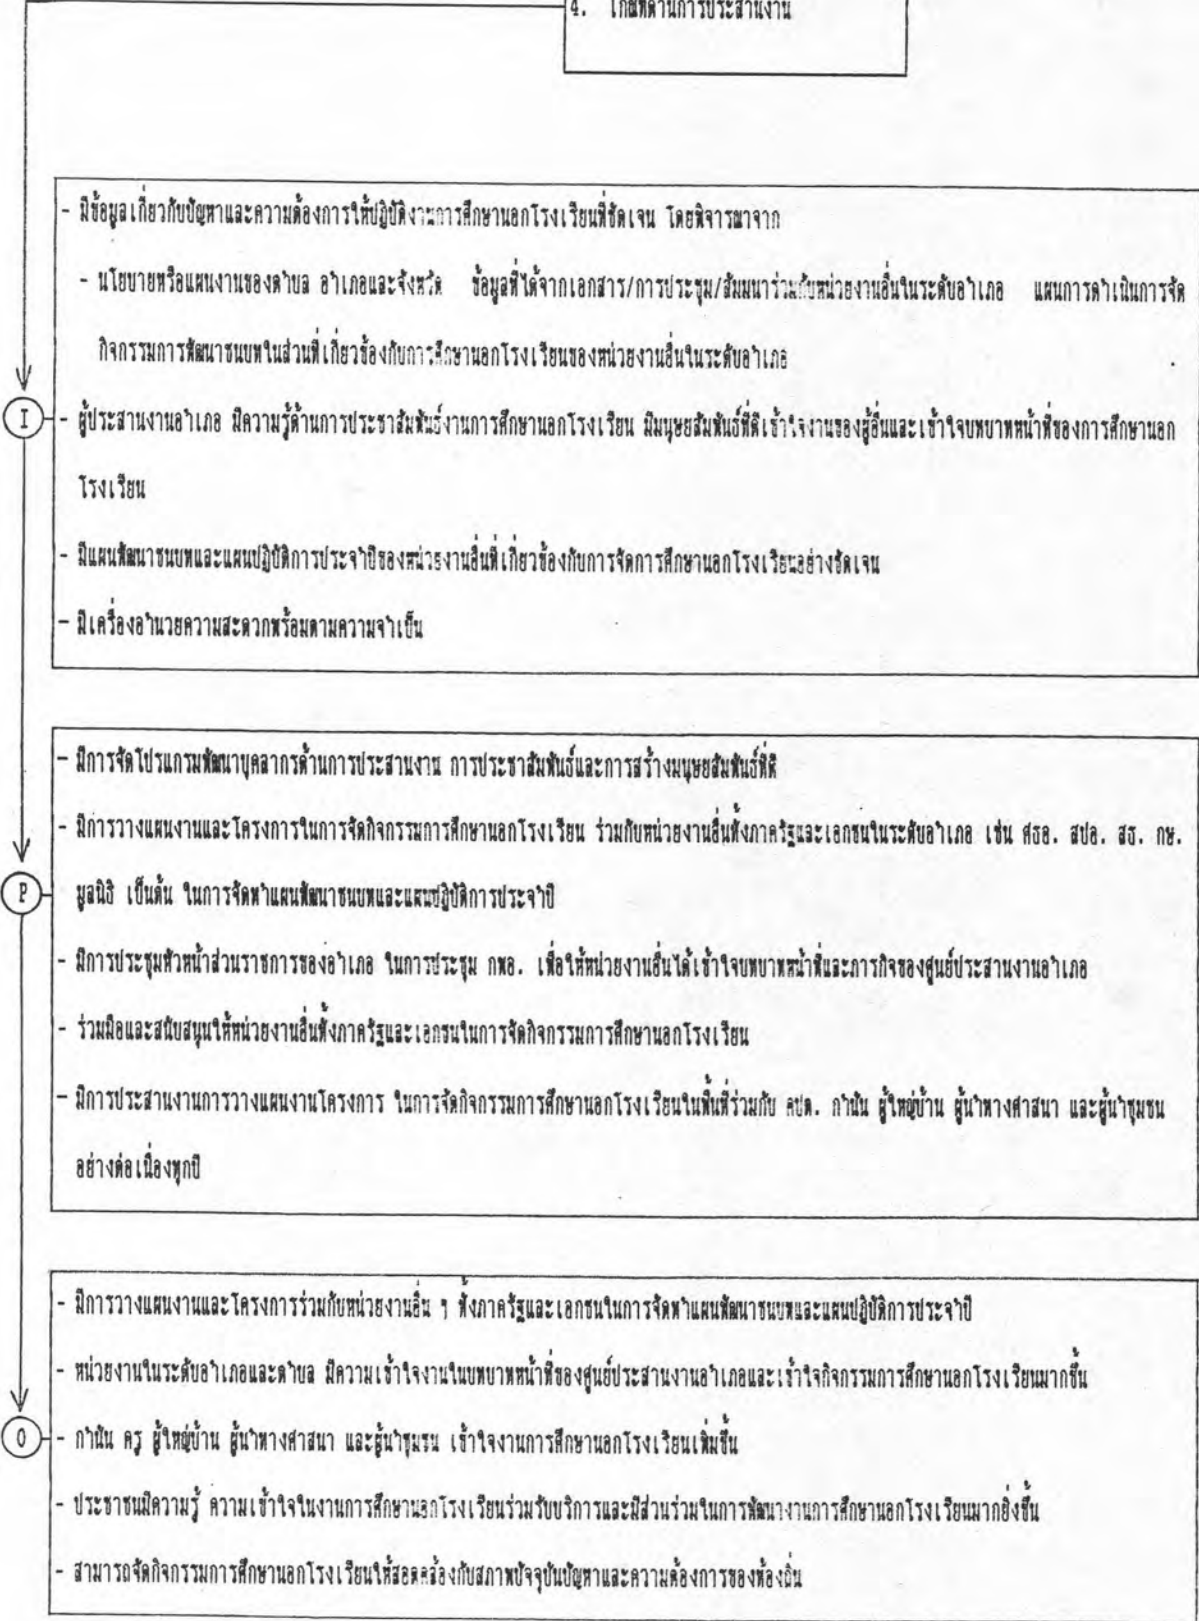 4. เกณฑ์ด้านการประสานงาน
- มีข้อมูลเกี่ยวกับปัญหาและความต้องการให้ปฏิบัติงานการศึกษานอกโรงเรียนที่ชัดเจน โดยพิจารณาจาก
- นโยบายหรือแผนงานของตำบล อำเภอและจังหวัด ข้อมูลที่ได้จากเอกสาร/การประชุม/สัมมนาร่วมกับหน่วยงานอื่นในระดับอำเภอ แผนการดำเนินการจัด
กิจกรรมการพัฒนาชนบทในส่วนที่เกี่ยวข้องกับการศึกษานอกโรงเรียนของหน่วยงานอื่นในระดับอำเภอ
I - ผู้ประสานงานอำเภอ มีความรู้ด้านการประชาสัมพันธ์งานการศึกษานอกโรงเรียน มีมนุษยสัมพันธ์ที่ดีเข้าใจงานของผู้อื่นและเข้าใจบทบาทหน้าที่ของการศึกษานอก
โรงเรียน
- มีแผนพัฒนาชนบทและแผนปฏิบัติการประจำปีของหน่วยงานอื่นที่เกี่ยวข้องกับการจัดการศึกษานอกโรงเรียนอย่างชัดเจน
- มีเครื่องอำนวยความสะดวกพร้อมตามความจำเป็น
- มีการจัดโปรแกรมพัฒนาบุคลากรด้านการประสานงาน การประชาสัมพันธ์และการสร้างมนุษยสัมพันธ์ที่ดี
- มีการวางแผนงานและโครงการในการจัดกิจกรรมการศึกษานอกโรงเรียน ร่วมกับหน่วยงานอื่นทั้งภาครัฐและเอกชนในระดับอำเภอ เช่น ศธอ. สปอ. สธ. กษ.
P มูลนิธิ เป็นต้น ในการจัดทำแผนพัฒนาชนบทและแผนปฏิบัติการประจำปี
- มีการประชุมหัวหน้าส่วนราชการของอำเภอ ในการประชุม กพอ. เพื่อให้หน่วยงานอื่นได้เข้าใจบทบาทหน้าที่และภารกิจของศูนย์ประสานงานอำเภอ
- ร่วมมือและสนับสนุนให้หน่วยงานอื่นทั้งภาครัฐและเอกชนในการจัดกิจกรรมการศึกษานอกโรงเรียน
- มีการประสานงานการวางแผนงานโครงการ ในการจัดกิจกรรมการศึกษานอกโรงเรียนในพื้นที่ร่วมกับ คปต. กำนัน ผู้ใหญ่บ้าน ผู้นำทางศาสนา และผู้นำชุมชน
อย่างต่อเนื่องทุกปี
- มีการวางแผนงานและโครงการร่วมกับหน่วยงานอื่น ๆ ทั้งภาครัฐและเอกชนในการจัดทำแผนพัฒนาชนบทและแผนปฏิบัติการประจำปี
- หน่วยงานในระดับอำเภอและตำบล มีความเข้าใจงานในบทบาทหน้าที่ของศูนย์ประสานงานอำเภอและเข้าใจกิจกรรมการศึกษานอกโรงเรียนมากขึ้น
O - กำนัน ครู ผู้ใหญ่บ้าน ผู้นำทางศาสนา และผู้นำชุมชน เข้าใจงานการศึกษานอกโรงเรียนเพิ่มขึ้น
- ประชาชนมีความรู้ ความเข้าใจในงานการศึกษานอกโรงเรียนร่วมรับบริการและมีส่วนร่วมในการพัฒนางานการศึกษานอกโรงเรียนมากยิ่งขึ้น
- สามารถจัดกิจกรรมการศึกษานอกโรงเรียนให้สอดคล้องกับสภาพปัจจุบันปัญหาและความต้องการของท้องถิ่น